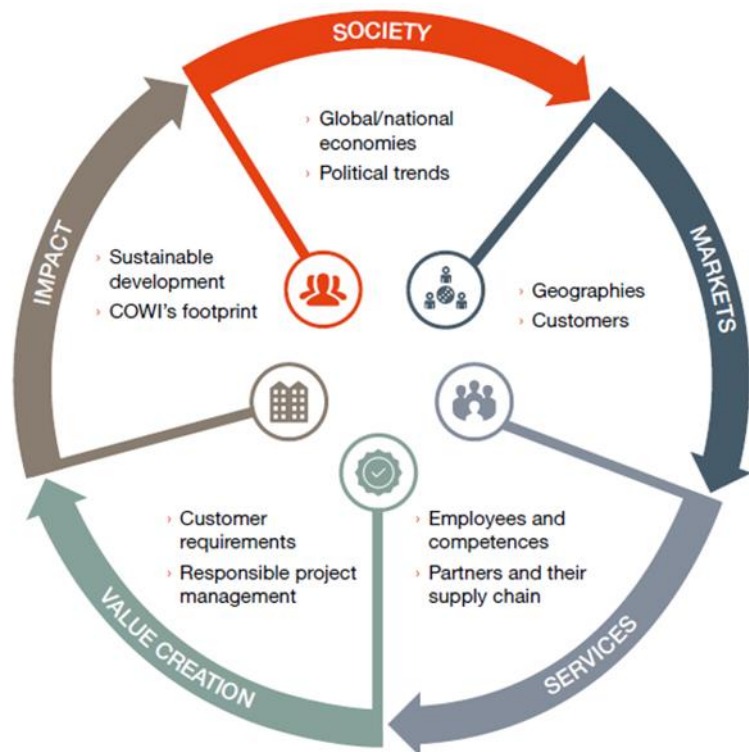 SOCIETY
› Global/national
economies
› Political trends
MARKETS
› Geographies
› Customers
SERVICES
› Employees and
competences
› Partners and their
supply chain
VALUE CREATION
› Customer
requirements
› Responsible project
management
IMPACT
› Sustainable
development
› COWI's footprint